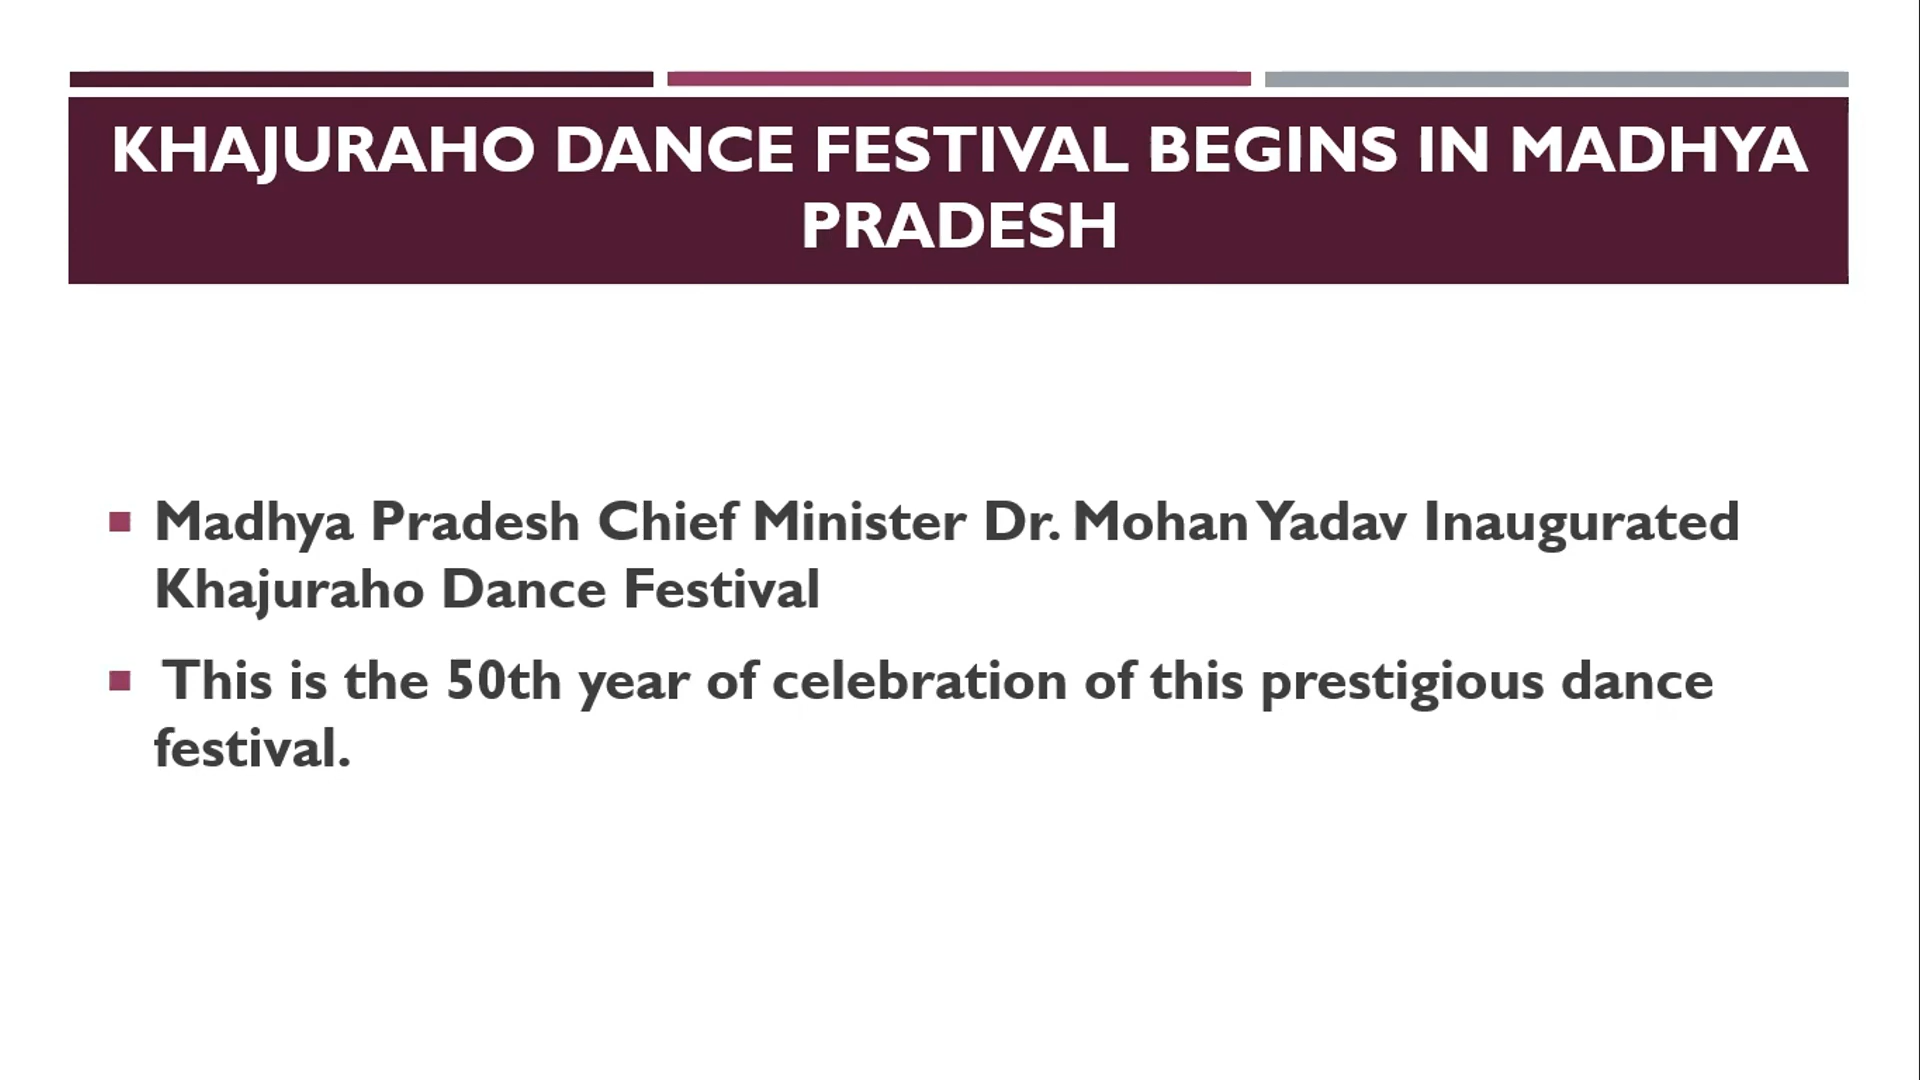 KHAJURAHO DANCE FESTIVAL BEGINS IN MADHYA
PRADESH
Madhya Pradesh Chief Minister Dr. Mohan Yadav Inaugurated
Khajuraho Dance Festival
This is the 50th year of celebration of this prestigious dance
festival.